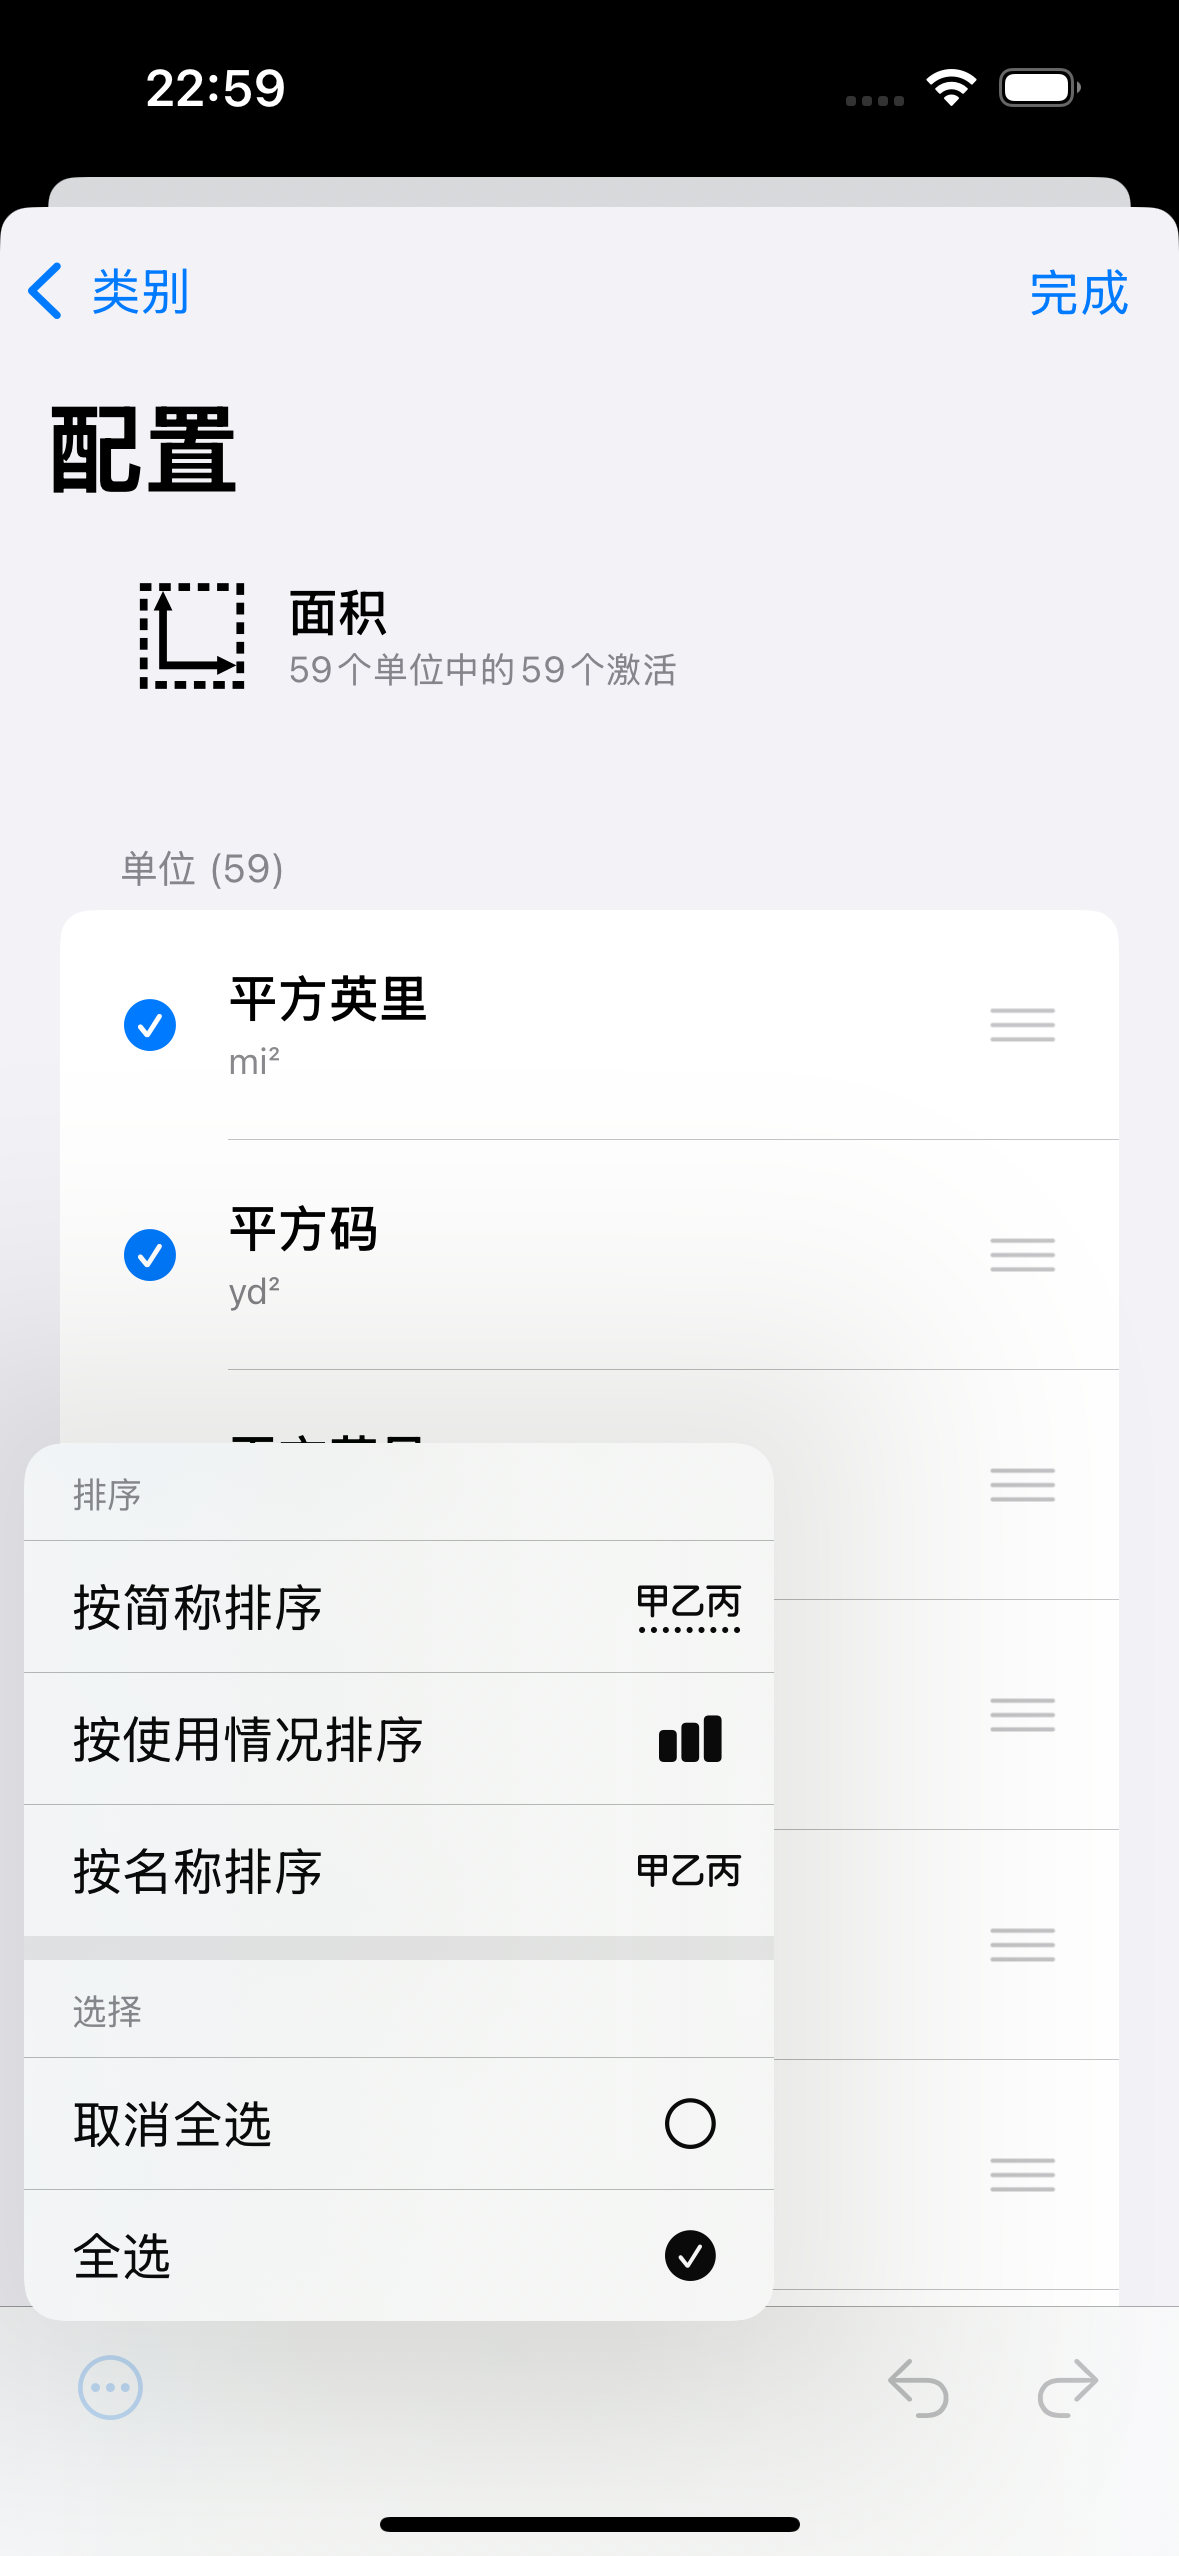 22:59
类别
完成
配置
面积
59个单位中的59个激活
单位 (59)
平方英里
mi²
平方码
yd²
排序
按简称排序 甲乙丙
按使用情况排序
按名称排序 甲乙丙
选择
取消全选
全选